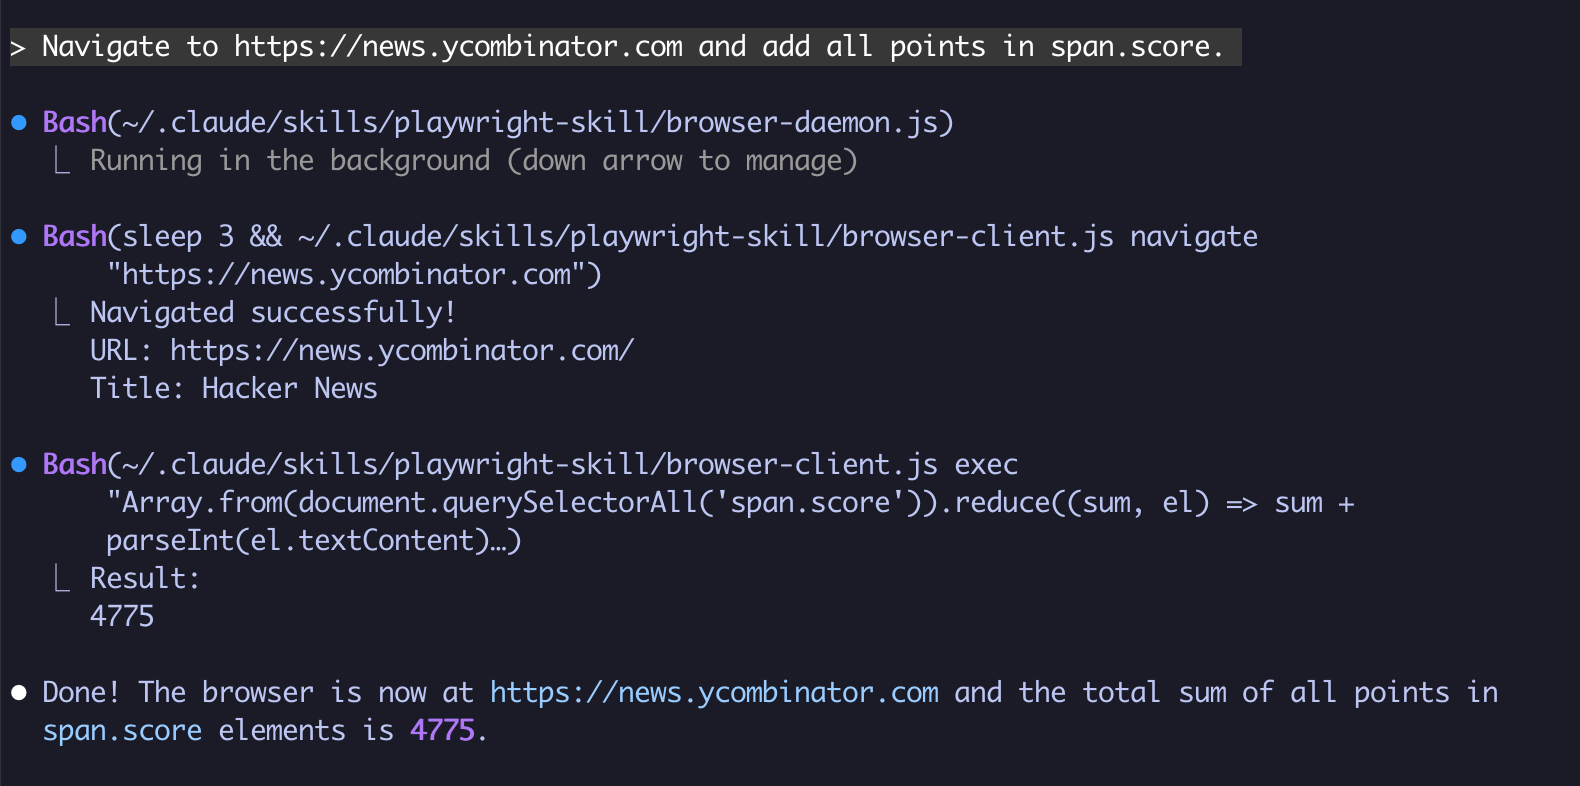 > Navigate to https://news.ycombinator.com and add all points in span.score.
● Bash(~/.claude/skills/playwright-skill/browser-daemon.js)
⎿ Running in the background (down arrow to manage)
● Bash(sleep 3 && ~/.claude/skills/playwright-skill/browser-client.js navigate
"https://news.ycombinator.com")
⎿ Navigated successfully!
URL: https://news.ycombinator.com/
Title: Hacker News
● Bash(~/.claude/skills/playwright-skill/browser-client.js exec
"Array.from(document.querySelectorAll('span.score')).reduce((sum, el) => sum +
parseInt(el.textContent)…)
⎿ Result:
4775
● Done! The browser is now at https://news.ycombinator.com and the total sum of all points in
span.score elements is 4775.